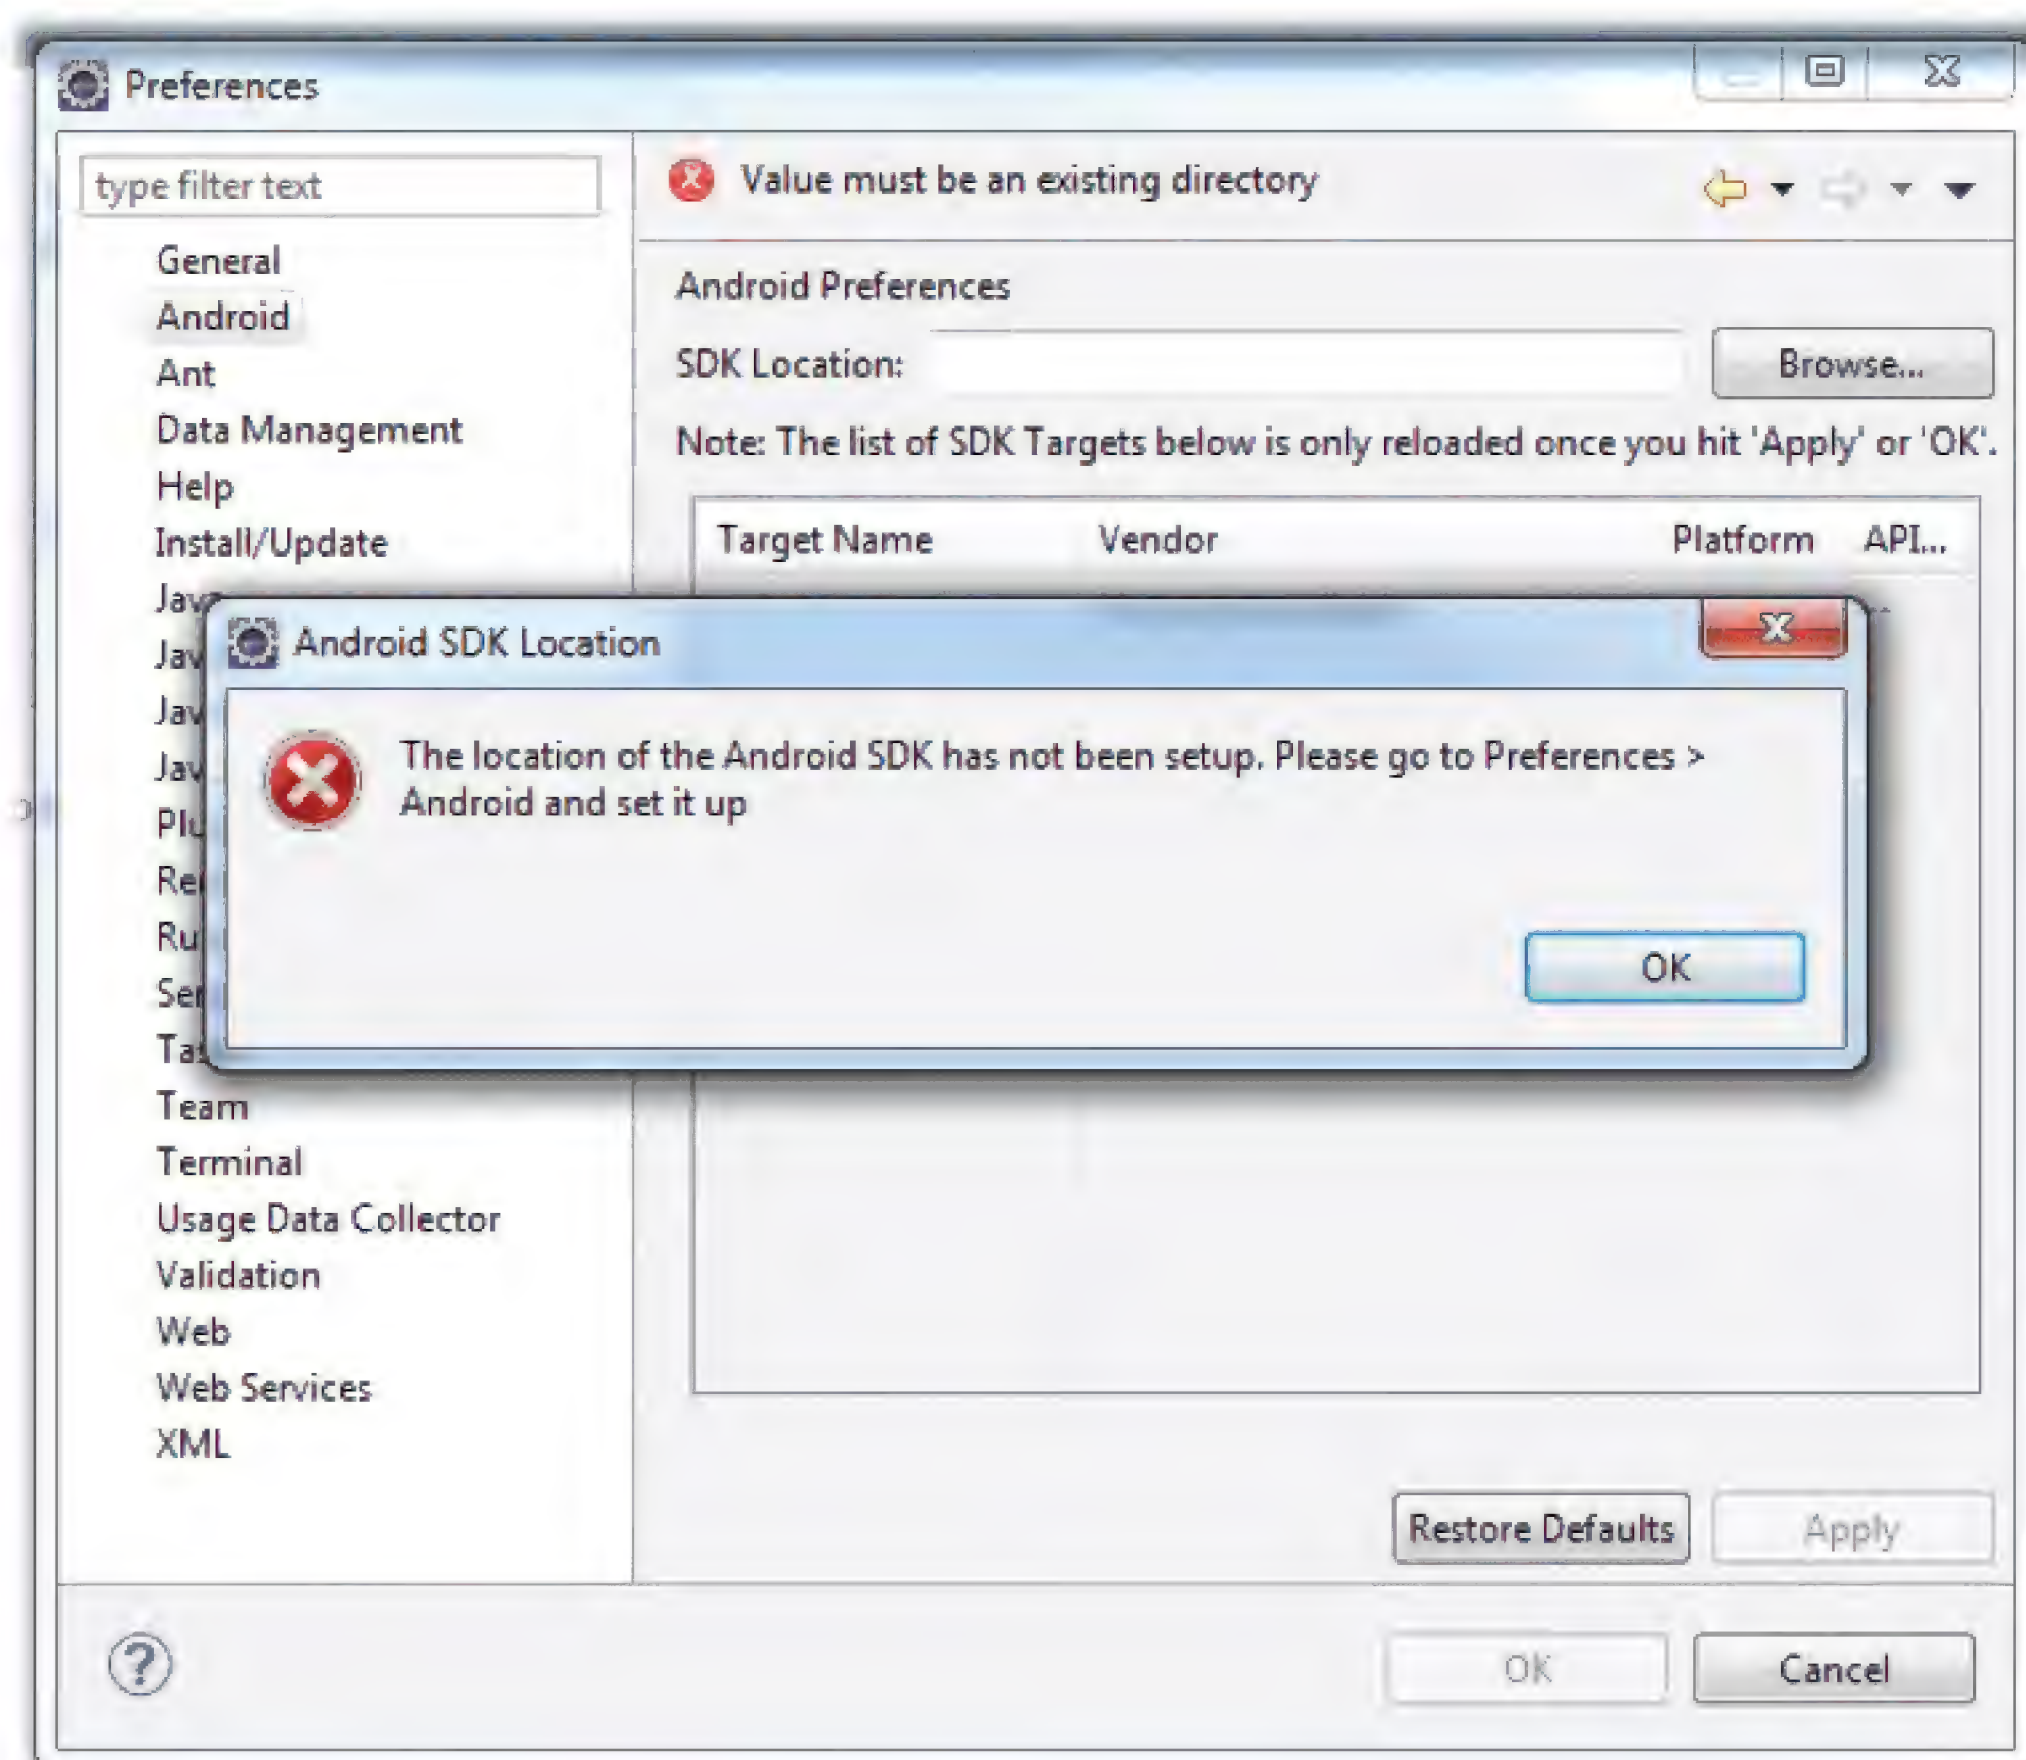 Preferences
type filter text
Value must be an existing directory
General
Android
Ant
Data Management
Help
Install/Update
Android Preferences
SDK Location:
Browse...
Note: The list of SDK Targets below is only reloaded once you hit 'Apply' or 'OK'.
Target Name Vendor Platform API...
Android SDK Location
The location of the Android SDK has not been setup. Please go to Preferences >
Android and set it up
OK
Team
Terminal
Usage Data Collector
Validation
Web
Web Services
XML
Restore Defaults Apply
? OK Cancel